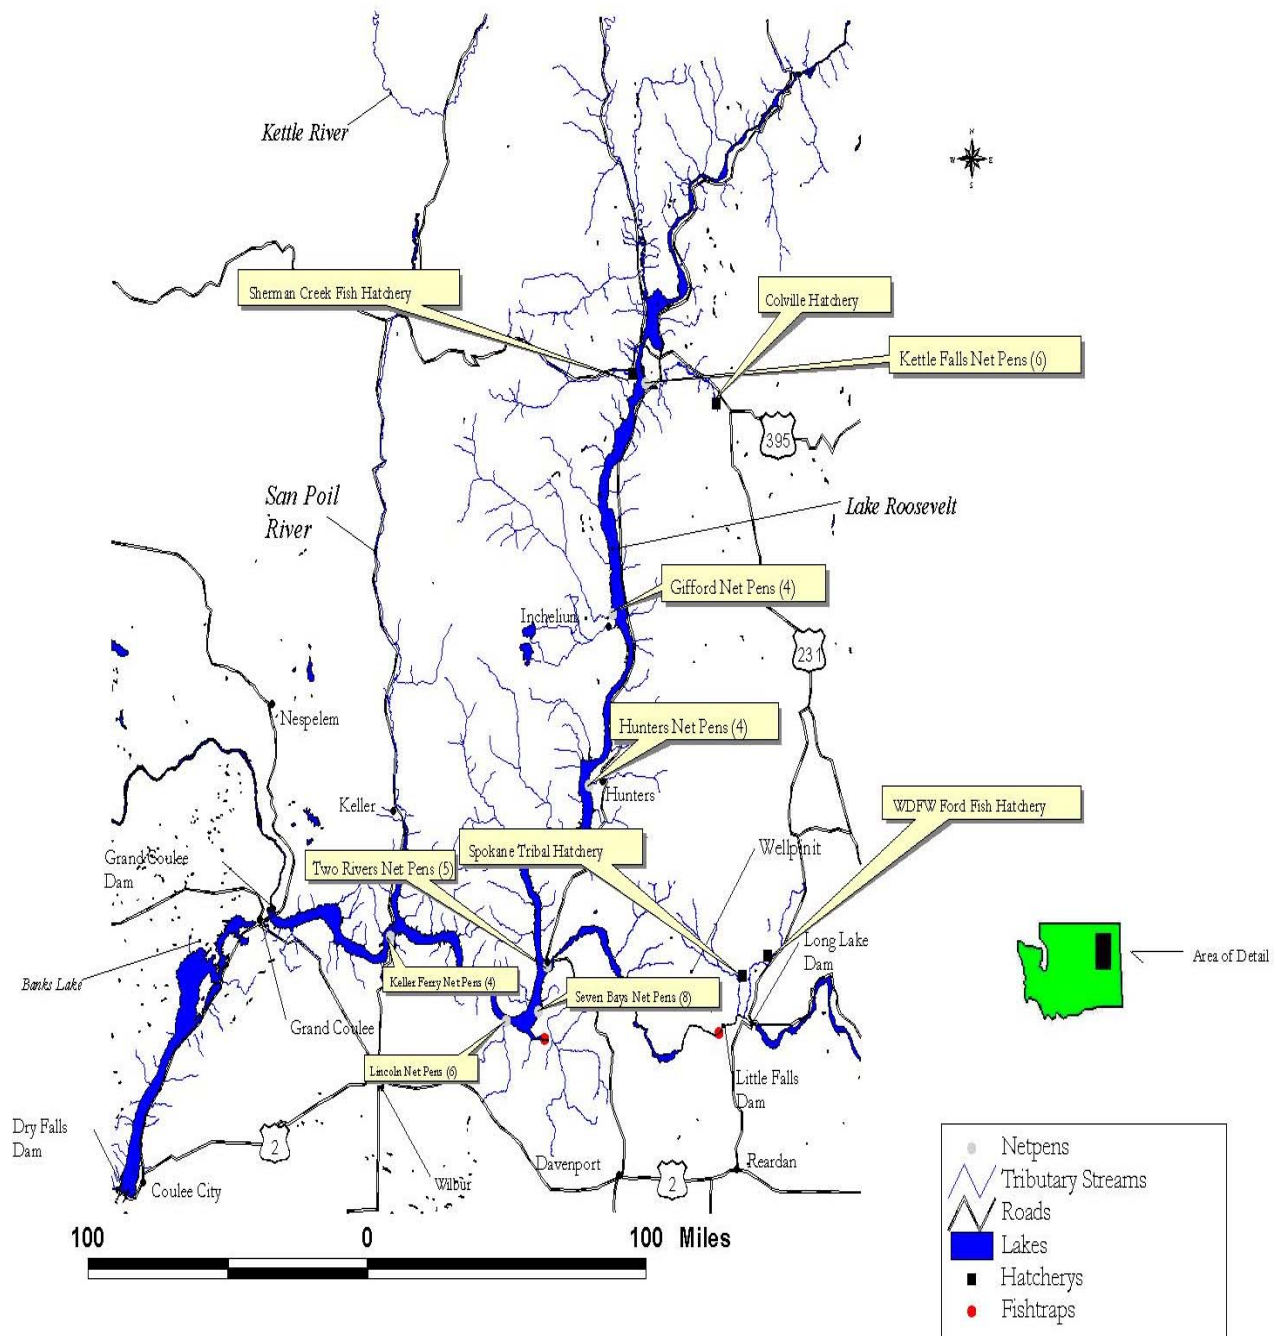 N
W E
S
Kettle River
Sherman Creek Fish Hatchery
Colville Hatchery
Kettle Falls Net Pens (6)
395
San Poil
River
Lake Roosevelt
Gifford Net Pens (4)
Inchelium
231
Nespelem
Hunters Net Pens (4)
Hunters
Keller
WDFW Ford Fish Hatchery
Grand Coulee
Dam
Two Rivers Net Pens (5)
Spokane Tribal Hatchery
Wellpinit
Long Lake
Dam
Area of Detail
Banks Lake
Keller Ferry Net Pens (4)
Seven Bays Net Pens (8)
Grand Coulee
Lincoln Net Pens (6)
Little Falls
Dam
Dry Falls
Dam
2
Coulee City
Wilbur
Davenport
2
Reardan
100 0 100 Miles
Netpens
Tributary Streams
Roads
Lakes
Hatcherys
Fishtraps